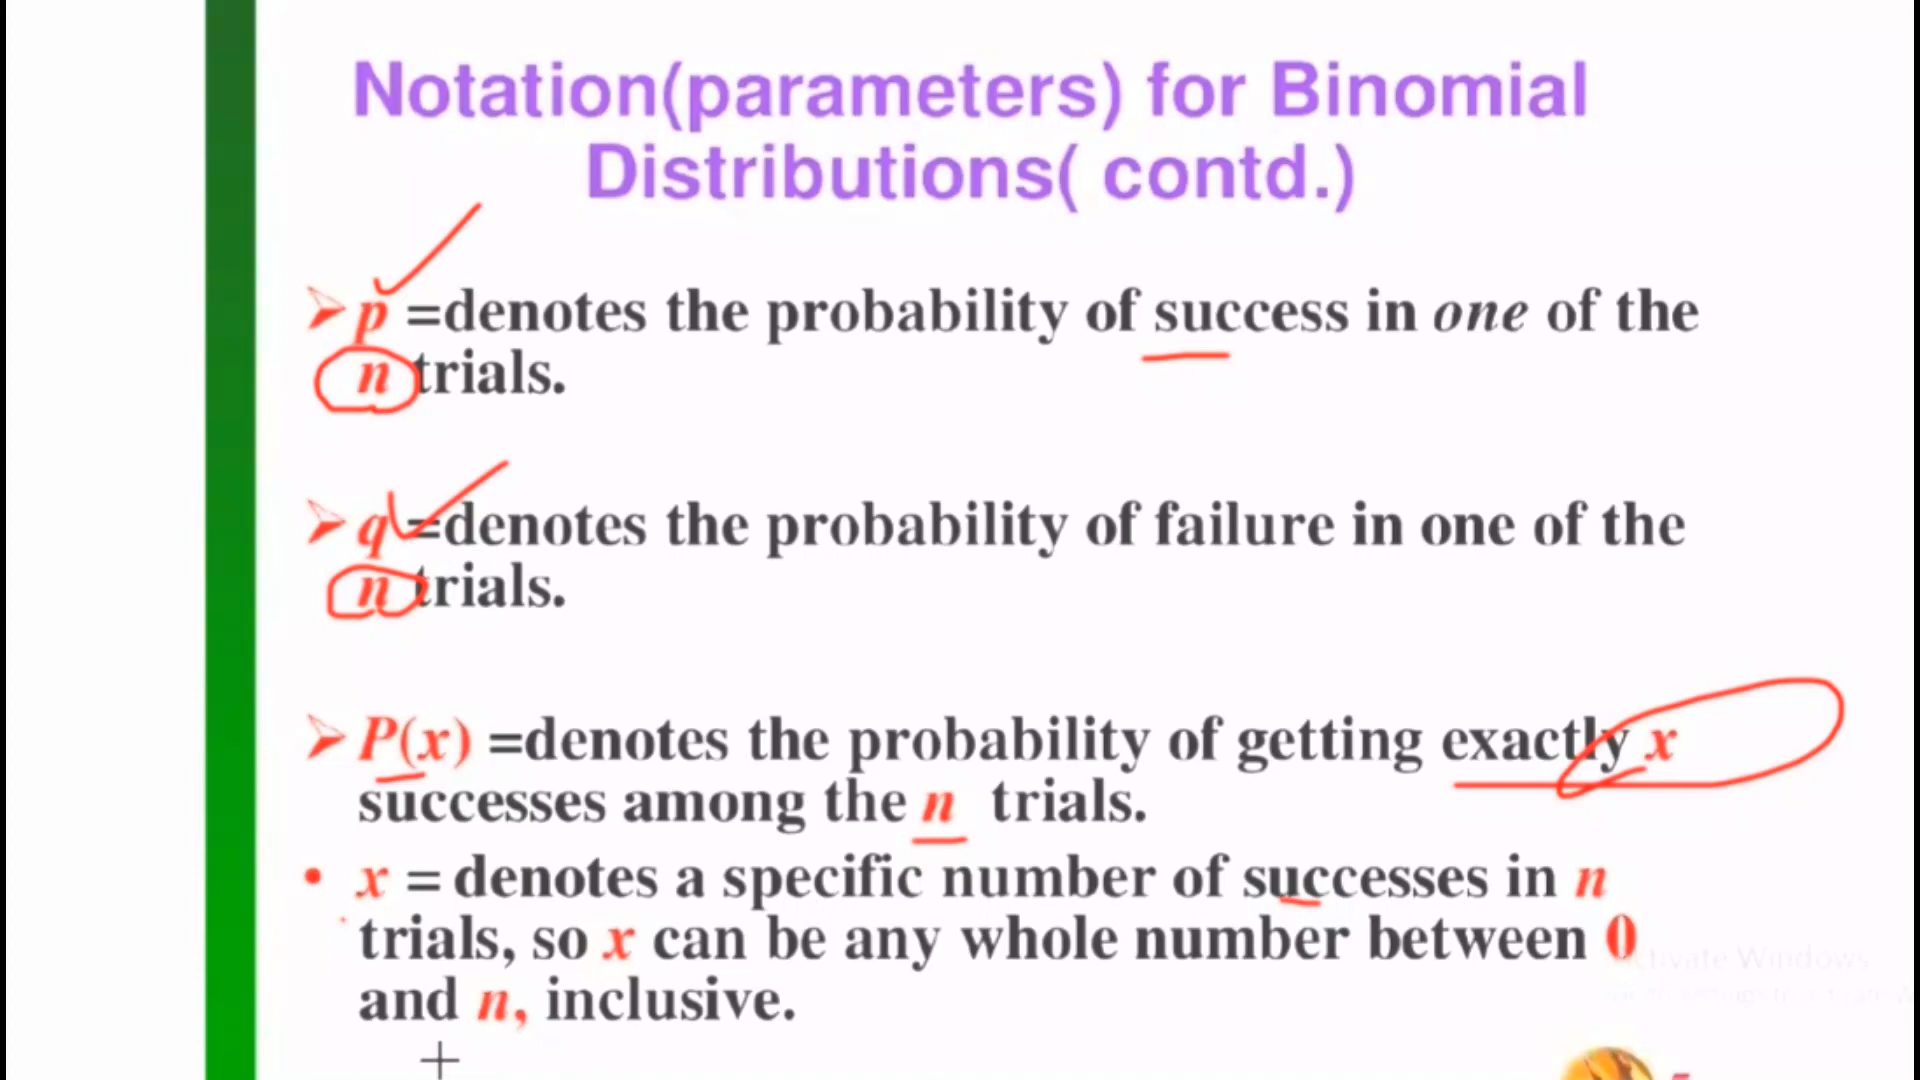 Notation(parameters) for Binomial
Distributions( contd.)
p =denotes the probability of success in one of the
n trials.
q =denotes the probability of failure in one of the
n trials.
P(x) =denotes the probability of getting exactly x
successes among the n trials.
• x = denotes a specific number of successes in n
trials, so x can be any whole number between 0
and n, inclusive.
Activate Windows